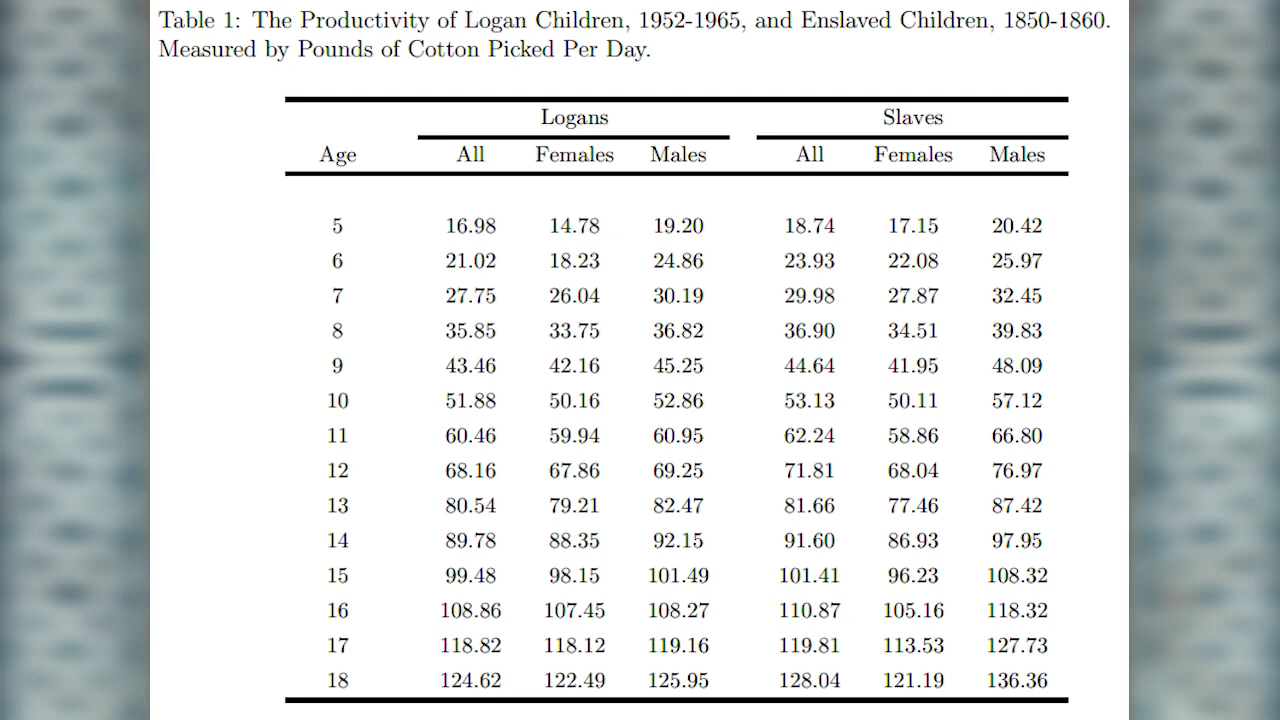 Table 1: The Productivity of Logan Children, 1952-1965, and Enslaved Children, 1850-1860.
Measured by Pounds of Cotton Picked Per Day.
Logans Slaves
Age All Females Males All Females Males
5 16.98 14.78 19.20 18.74 17.15 20.42
6 21.02 18.23 24.86 23.93 22.08 25.97
7 27.75 26.04 30.19 29.98 27.87 32.45
8 35.85 33.75 36.82 36.90 34.51 39.83
9 43.46 42.16 45.25 44.64 41.95 48.09
10 51.88 50.16 52.86 53.13 50.11 57.12
11 60.46 59.94 60.95 62.24 58.86 66.80
12 68.16 67.86 69.25 71.81 68.04 76.97
13 80.54 79.21 82.47 81.66 77.46 87.42
14 89.78 88.35 92.15 91.60 86.93 97.95
15 99.48 98.15 101.49 101.41 96.23 108.32
16 108.86 107.45 108.27 110.87 105.16 118.32
17 118.82 118.12 119.16 119.81 113.53 127.73
18 124.62 122.49 125.95 128.04 121.19 136.36